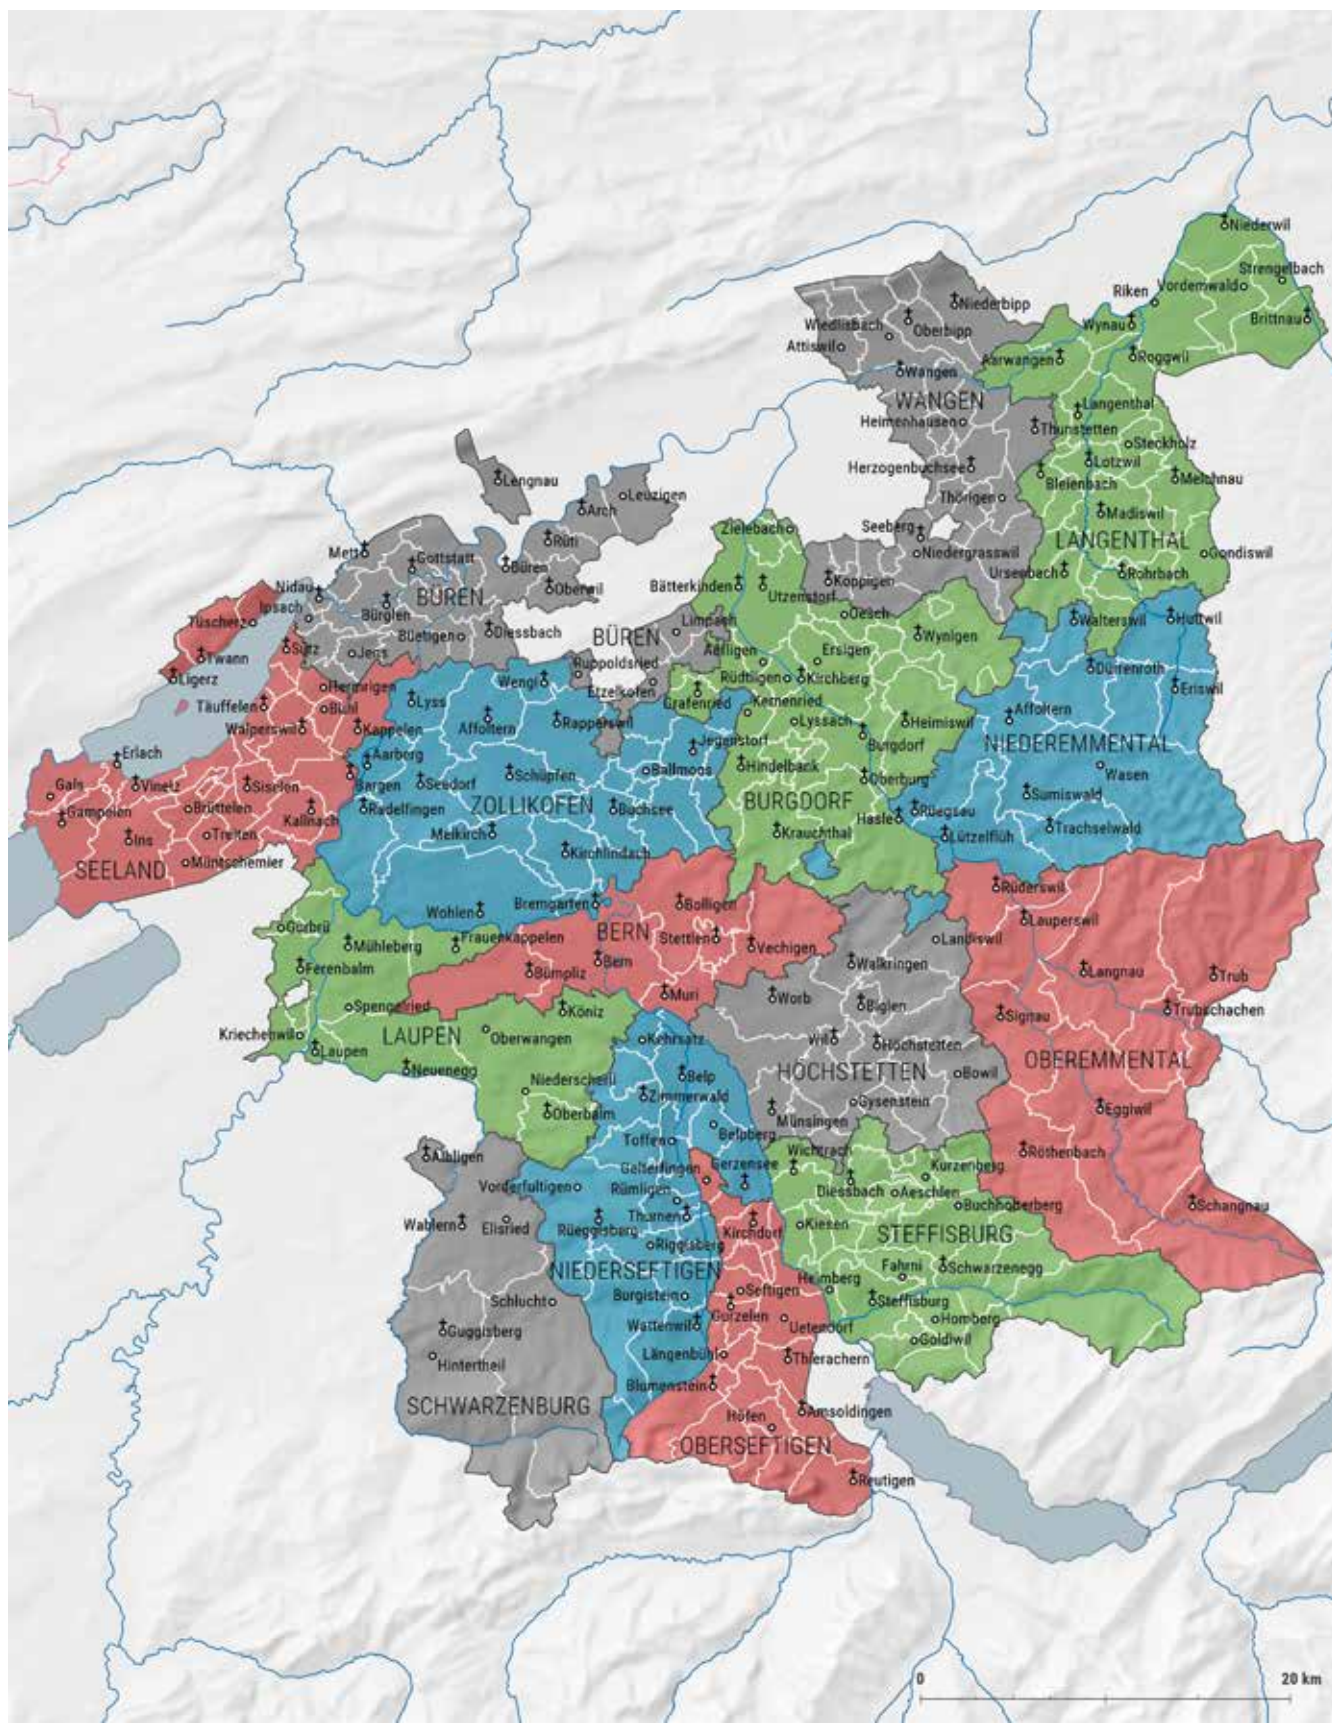 Niederwil
Strengelbach
Vordemwald
Riken
Niederbipp
Brittnau
Wynau
Wiedlisbach
Oberbipp
Attiswil
Aarwangen
Roggwil
Wangen
WANGEN
Langenthal
Heimenhausen
Thunstetten
Steckholz
Lotzwil
Herzogenbuchsee
Melchnau
Bleienbach
Lengnau
Leuzigen
Thörigen
Arch
Madiswil
Zielebach
Seeberg
LANGENTHAL
Rüti
Mett
Gottstatt
Niedergrasswil
Gondiswil
Büren
Ursenbach
Rohrbach
Nidau
BÜREN
Oberwil
Bätterkinden
Utzenstorf
Koppigen
Ipsach
Bürglen
Oesch
Tüscherz
Walterswil
Huttwil
Limpach
Büetigen
Diessbach
BÜREN
Wynigen
Sutz
Jens
Aefligen
Ersigen
Twann
Ruppoldsried
Dürrenroth
Ligerz
Wengi
Rüdtligen
Kirchberg
Hermrigen
Etzelkofen
Eriswil
Täuffelen
Bühl
Lyss
Grafenried
Kernenried
Affoltern
Rapperswil
Lyssach
Heimiswil
Affoltern
Walperswil
Kappelen
Burgdorf
NIEDEREMMENTAL
Jegenstorf
Erlach
Aarberg
Ballmoos
Hindelbank
Wasen
Bargen
Schüpfen
Oberburg
Gals
Vinelz
Siselen
Seedorf
Sumiswald
BURGDORF
Brüttelen
Radelfingen
ZOLLIKOFEN
Buchsee
Rüegsau
Gampelen
Kallnach
Hasle
Trachselwald
Ins
Treiten
Meikirch
Krauchthal
Lützelflüh
Kirchlindach
Müntschemier
SEELAND
Rüderswil
Bremgarten
Bolligen
Wohlen
Lauperswil
Gurbrü
BERN
Mühleberg
Frauenkappelen
Stettlen
Vechigen
Landiswil
Ferenbalm
Bümpliz
Bern
Walkringen
Langnau
Trub
Muri
Worb
Biglen
Spengelried
Köniz
Signau
Trubschachen
Kriechenwil
LAUPEN
Oberwangen
Kehrsatz
Wil
Höchstetten
Laupen
OBEREMMENTAL
Neuenegg
Belp
HÖCHSTETTEN
Bowil
Niederscherli
Zimmerwald
Gysenstein
Oberbalm
Münsingen
Eggiwil
Belpberg
Toffen
Wichtrach
Albligen
Röthenbach
Gelterfingen
Gerzensee
Kurzenberg
Vorderfultigen
Rümligen
Diessbach
Aeschlen
Buchholterberg
Schangnau
Wahlern
Elisried
Thurnen
Kirchdorf
Kiesen
Rüeggisberg
STEFFISBURG
Riggisberg
NIEDERSEFTIGEN
Fahrni
Schwarzenegg
Heimberg
Schlucht
Burgistein
Seftigen
Steffisburg
Gurzelen
Homberg
Guggisberg
Wattenwil
Uetendorf
Goldiwil
Hintertheil
Längenbühl
Thierachern
Blumenstein
SCHWARZENBURG
Höfen
Amsoldingen
OBERSEFTIGEN
Reutigen
0
20 km